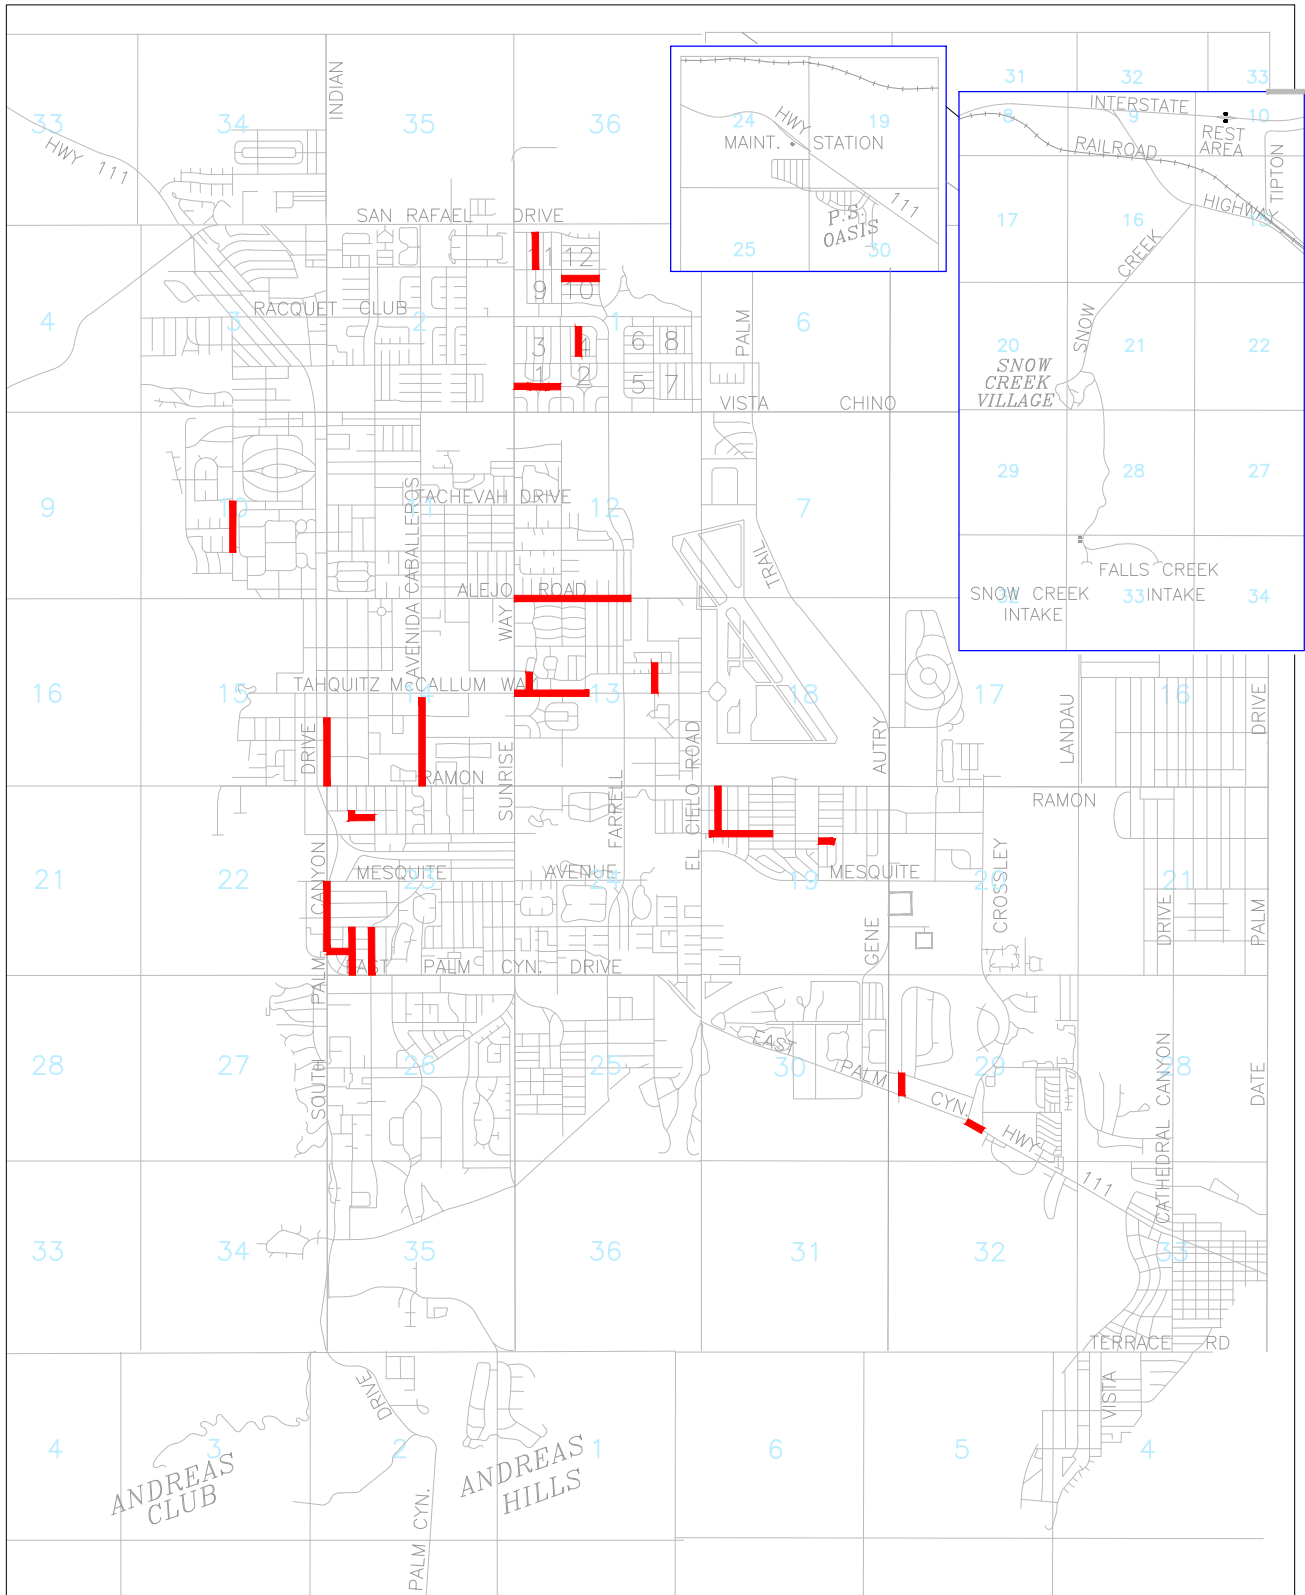 33
34
35
36
31
32
33
INDIAN
HWY 111
24
19
HWY
MAINT. STATION
111
P.S.
OASIS
25
30
INTERSTATE
8
9
10
REST
AREA
RAILROAD
TIPTON
HIGHWAY
17
16
15
CREEK
SNOW
20
21
22
SNOW
CREEK
VILLAGE
29
28
27
FALLS CREEK
SNOW CREEK
INTAKE
INTAKE
32
33
34
SAN RAFAEL DRIVE
11
12
9
10
RACQUET CLUB
4
3
2
1
6
PALM
3
4
6
8
1
2
5
7
VISTA CHINO
9
10
11
12
7
TACHEVAH DRIVE
AVENIDA CABALLEROS
TRAIL
ALEJO ROAD
WAY
TAHQUITZ McCALLUM WA
16
15
14
13
18
17
16
DRIVE
SUNRISE
FARRELL
EL CIELO ROAD
AUTRY
LANDAU
DRIVE
RAMON
RAMON
CANYON
MESQUITE
AVENUE
MESQUITE
21
22
23
24
19
20
21
GENE
CROSSLEY
DRIVE
PALM
PALM
EAST PALM CYN. DRIVE
28
27
26
25
30
29
28
SOUTH
EAST
PALM
CYN.
HWY
111
CATHEDRAL CANYON
DATE
33
34
35
36
31
32
33
TERRACE RD
DRIVE
VISTA
4
3
2
1
6
5
4
ANDREAS
CLUB
ANDREAS
HILLS
PALM CYN.